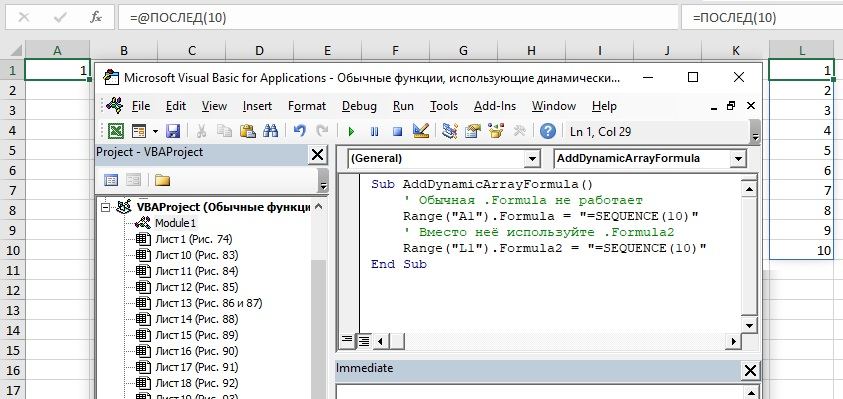 =@ПОСЛЕД(10)
=ПОСЛЕД(10)
A B C D E F G H I J K L
1 1 1
2 2
3 3
4 4
5 5
6 6
7 7
8 8
9 9
10 10
11
12
13
14
15
16
17
Microsoft Visual Basic for Applications - Обычные функции, использующие динамически...
File Edit View Insert Format Debug Run Tools Add-Ins Window Help
Ln 1, Col 29
Project - VBAProject
VBAProject (Обычные функци
Module1
Лист1 (Рис. 74)
Лист10 (Рис. 83)
Лист11 (Рис. 84)
Лист12 (Рис. 85)
Лист13 (Рис. 86 и 87)
Лист14 (Рис. 88)
Лист15 (Рис. 89)
Лист16 (Рис. 90)
Лист17 (Рис. 91)
Лист18 (Рис. 92)
(General)
AddDynamicArrayFormula
Sub AddDynamicArrayFormula()
' Обычная .Formula не работает
Range("A1").Formula = "=SEQUENCE(10)"
' Вместо неё используйте .Formula2
Range("L1").Formula2 = "=SEQUENCE(10)"
End Sub
Immediate